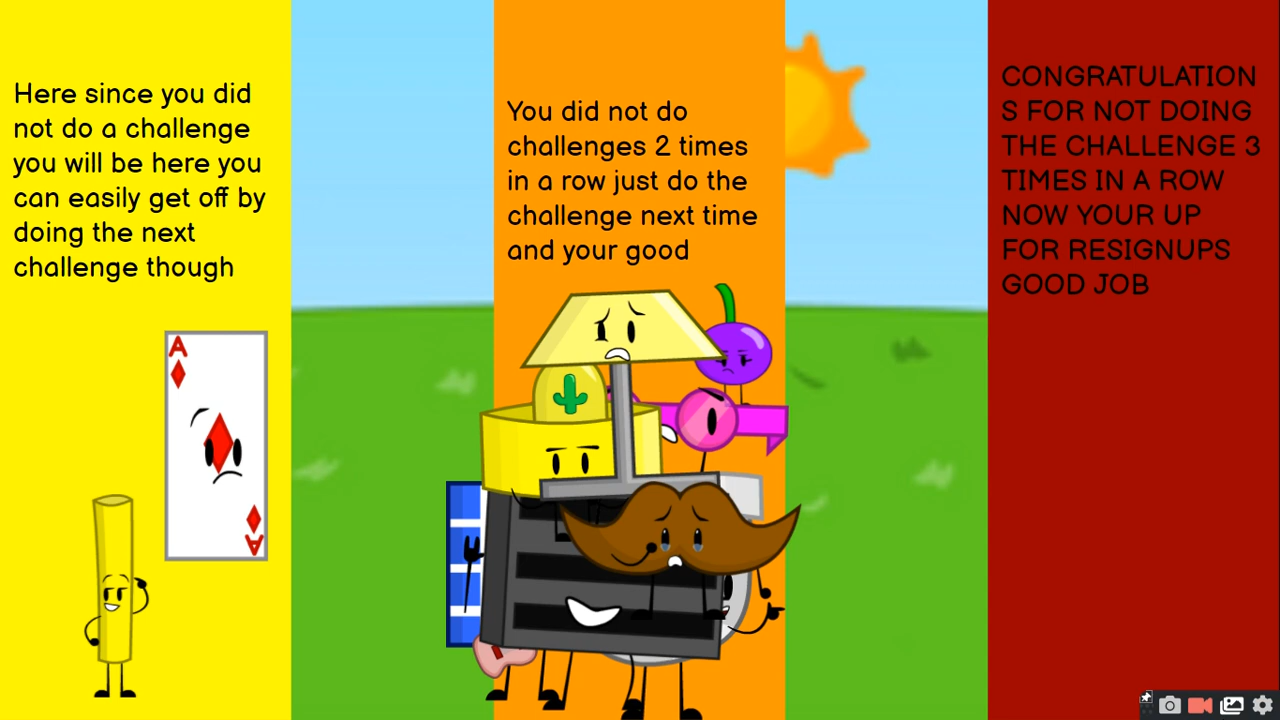 Here since you did
not do a challenge
you will be here you
can easily get off by
doing the next
challenge though
You did not do
challenges 2 times
in a row just do the
challenge next time
and your good
CONGRATULATION
S FOR NOT DOING
THE CHALLENGE 3
TIMES IN A ROW
NOW YOUR UP
FOR RESIGNUPS
GOOD JOB
A
A